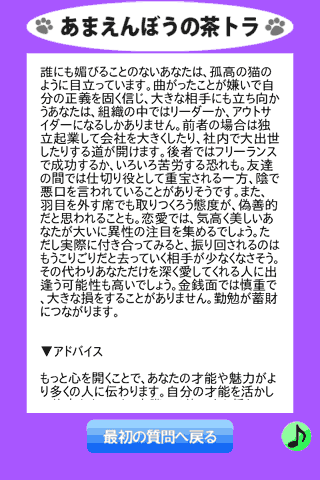 あまえんぼうの茶トラ
誰にも媚びることのないあなたは、孤高の猫の
ように目立っています。曲がったことが嫌いで自
分の正義を固く信じ、大きな相手にも立ち向か
うあなたは、組織の中ではリーダーか、アウトサ
イダーになるしかありません。前者の場合は独
立起業して会社を大きくしたり、社内で大出世
したりする道が開けます。後者ではフリーランス
で成功するか、いろいろ苦労する恐れも。友達
の間では仕切り役として重宝される一方、陰で
悪口を言われていることがありそうです。また、
羽目を外す席でも取りつくろう態度が、偽善的
だと思われることも。恋愛では、気高く美しいあ
なたが大いに異性の注目を集めるでしょう。た
だし実際に付き合ってみると、振り回されるのは
もうこりごりだと去っていく相手が少なくなさそう。
その代わりあなただけを深く愛してくれる人に出
逢う可能性も高いでしょう。金銭面では慎重で
、大きな損をすることがありません。勤勉が蓄財
につながります。
▼アドバイス
もっと心を開くことで、あなたの才能や魅力がよ
り多くの人に伝わります。自分の才能を活かし
最初の質問へ戻る